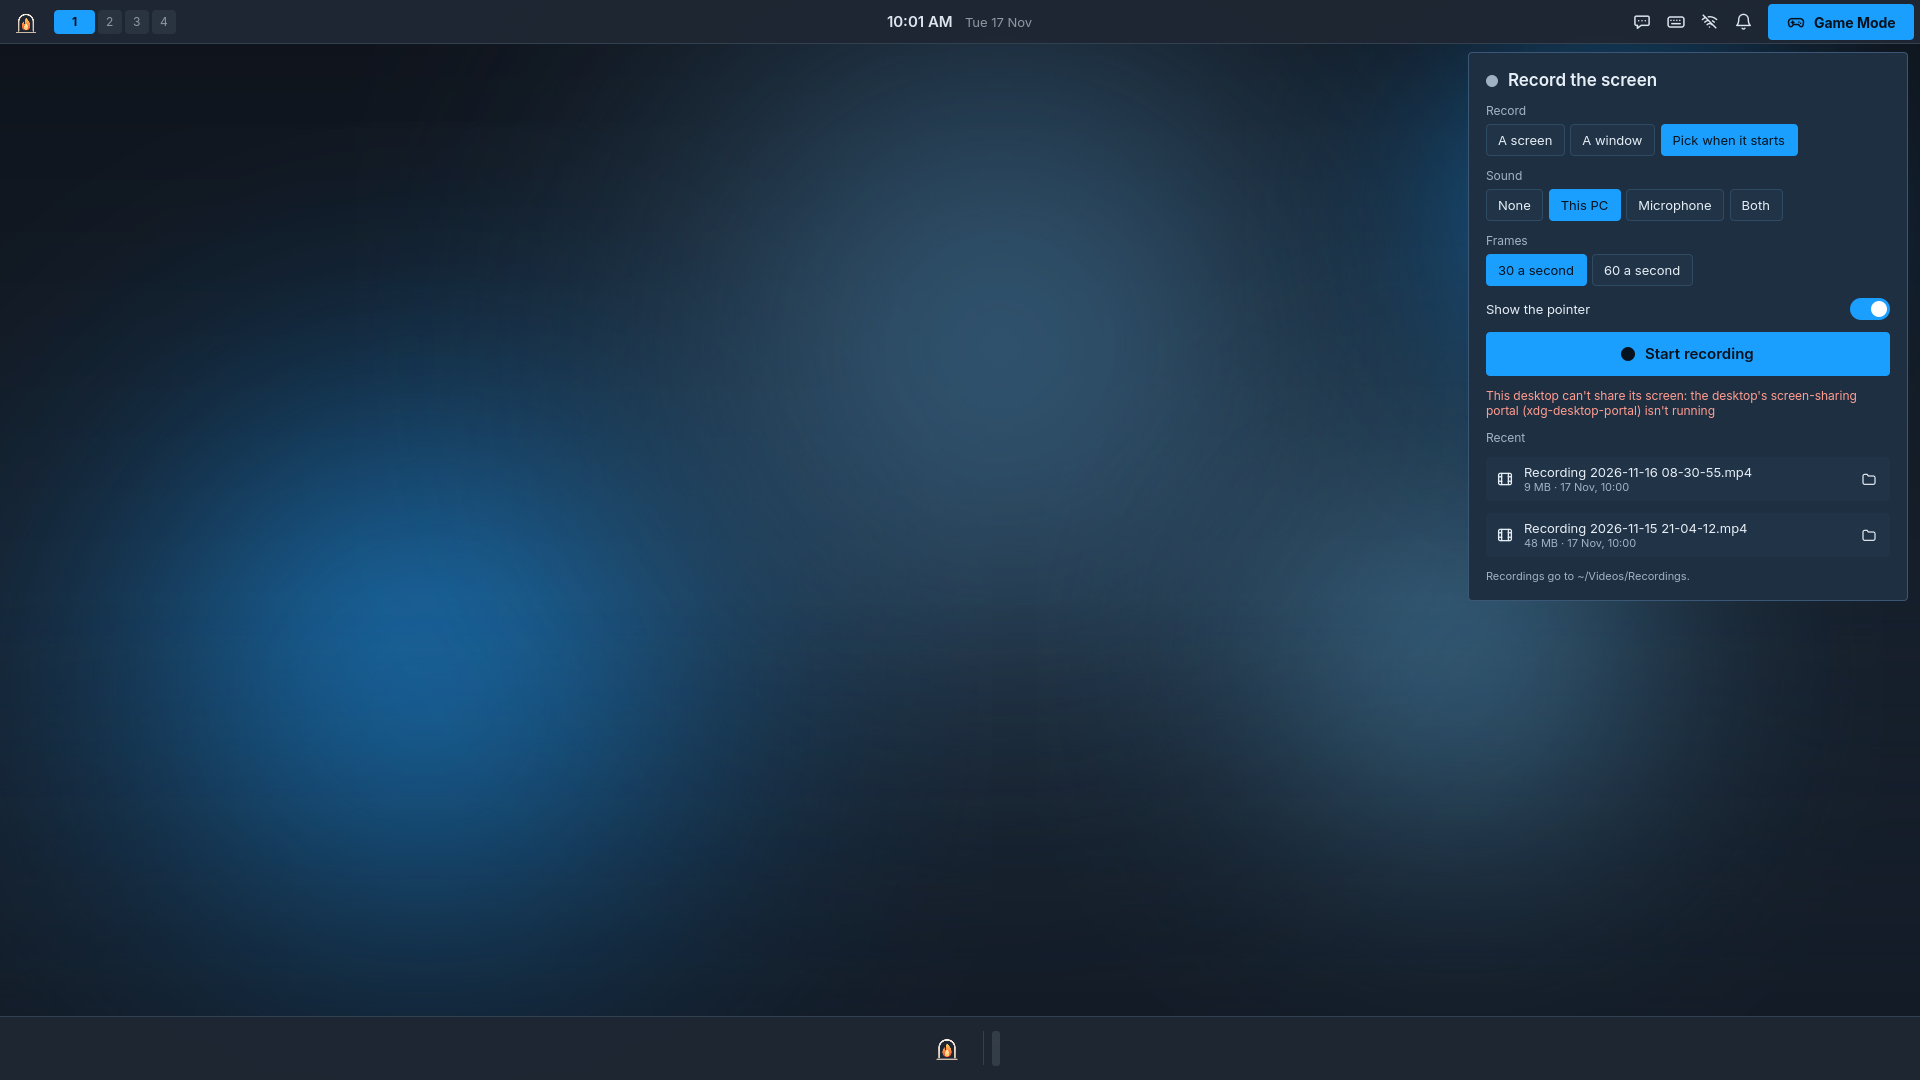 1 2 3 4
10:01 AM Tue 17 Nov
Game Mode
Record the screen
Record
A screen A window Pick when it starts
Sound
None This PC Microphone Both
Frames
30 a second 60 a second
Show the pointer
Start recording
This desktop can't share its screen: the desktop's screen-sharing
portal (xdg-desktop-portal) isn't running
Recent
Recording 2026-11-16 08-30-55.mp4
9 MB · 17 Nov, 10:00
Recording 2026-11-15 21-04-12.mp4
48 MB · 17 Nov, 10:00
Recordings go to ~/Videos/Recordings.